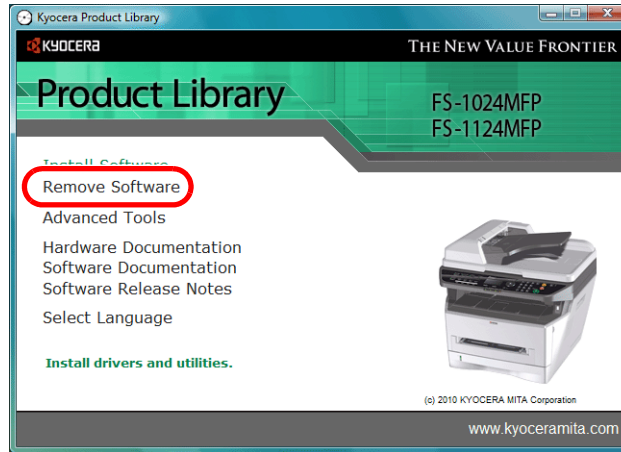 Kyocera Product Library
KYOCERA
THE NEW VALUE FRONTIER
Product Library
FS-1024MFP
FS-1124MFP
Install Software
Remove Software
Advanced Tools
Hardware Documentation
Software Documentation
Software Release Notes
Select Language
Install drivers and utilities.
(c) 2010 KYOCERA MITA Corporation
www.kyoceramita.com